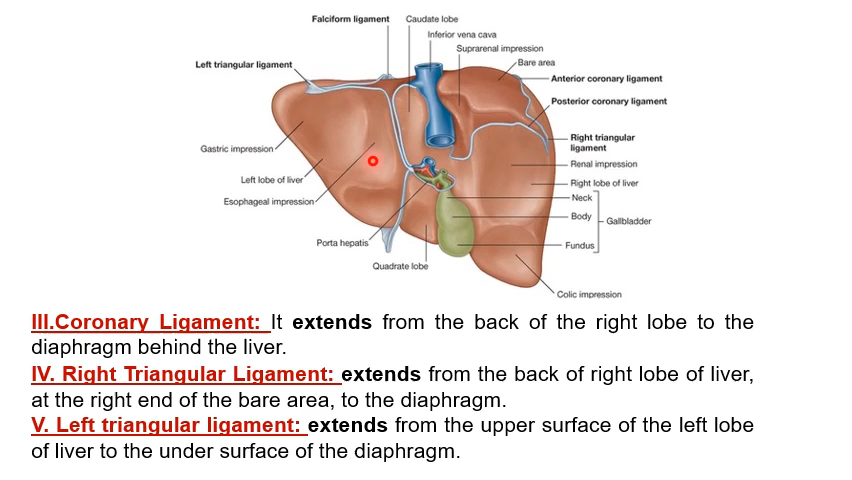 Falciform ligament
Caudate lobe
Inferior vena cava
Suprarenal impression
Bare area
Left triangular ligament
Anterior coronary ligament
Posterior coronary ligament
Right triangular
ligament
Gastric impression
Renal impression
Left lobe of liver
Right lobe of liver
Neck
Esophageal impression
Body
Gallbladder
Porta hepatis
Fundus
Quadrate lobe
Colic impression
III.Coronary Ligament: It extends from the back of the right lobe to the
diaphragm behind the liver.
IV. Right Triangular Ligament: extends from the back of right lobe of liver,
at the right end of the bare area, to the diaphragm.
V. Left triangular ligament: extends from the upper surface of the left lobe
of liver to the under surface of the diaphragm.